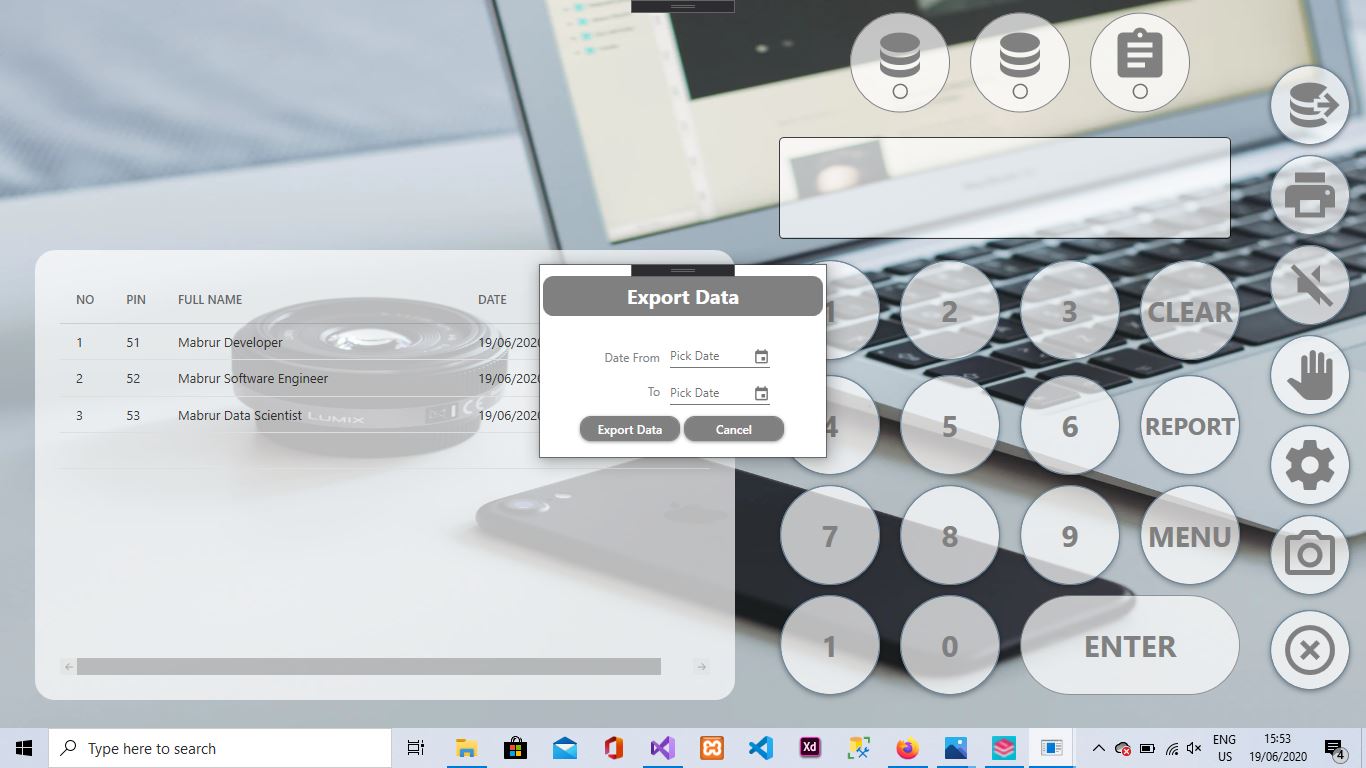 NO PIN FULL NAME DATE
1 51 Mabrur Developer 19/06/2020
2 52 Mabrur Software Engineer 19/06/2020
3 53 Mabrur Data Scientist 19/06/2020
LUMIX
Export Data
Date From Pick Date
To Pick Date
Export Data Cancel
1 2 3 CLEAR
4 5 6 REPORT
7 8 9 MENU
1 0 ENTER
Type here to search
Xd
ENG
US
15:53
19/06/2020
4